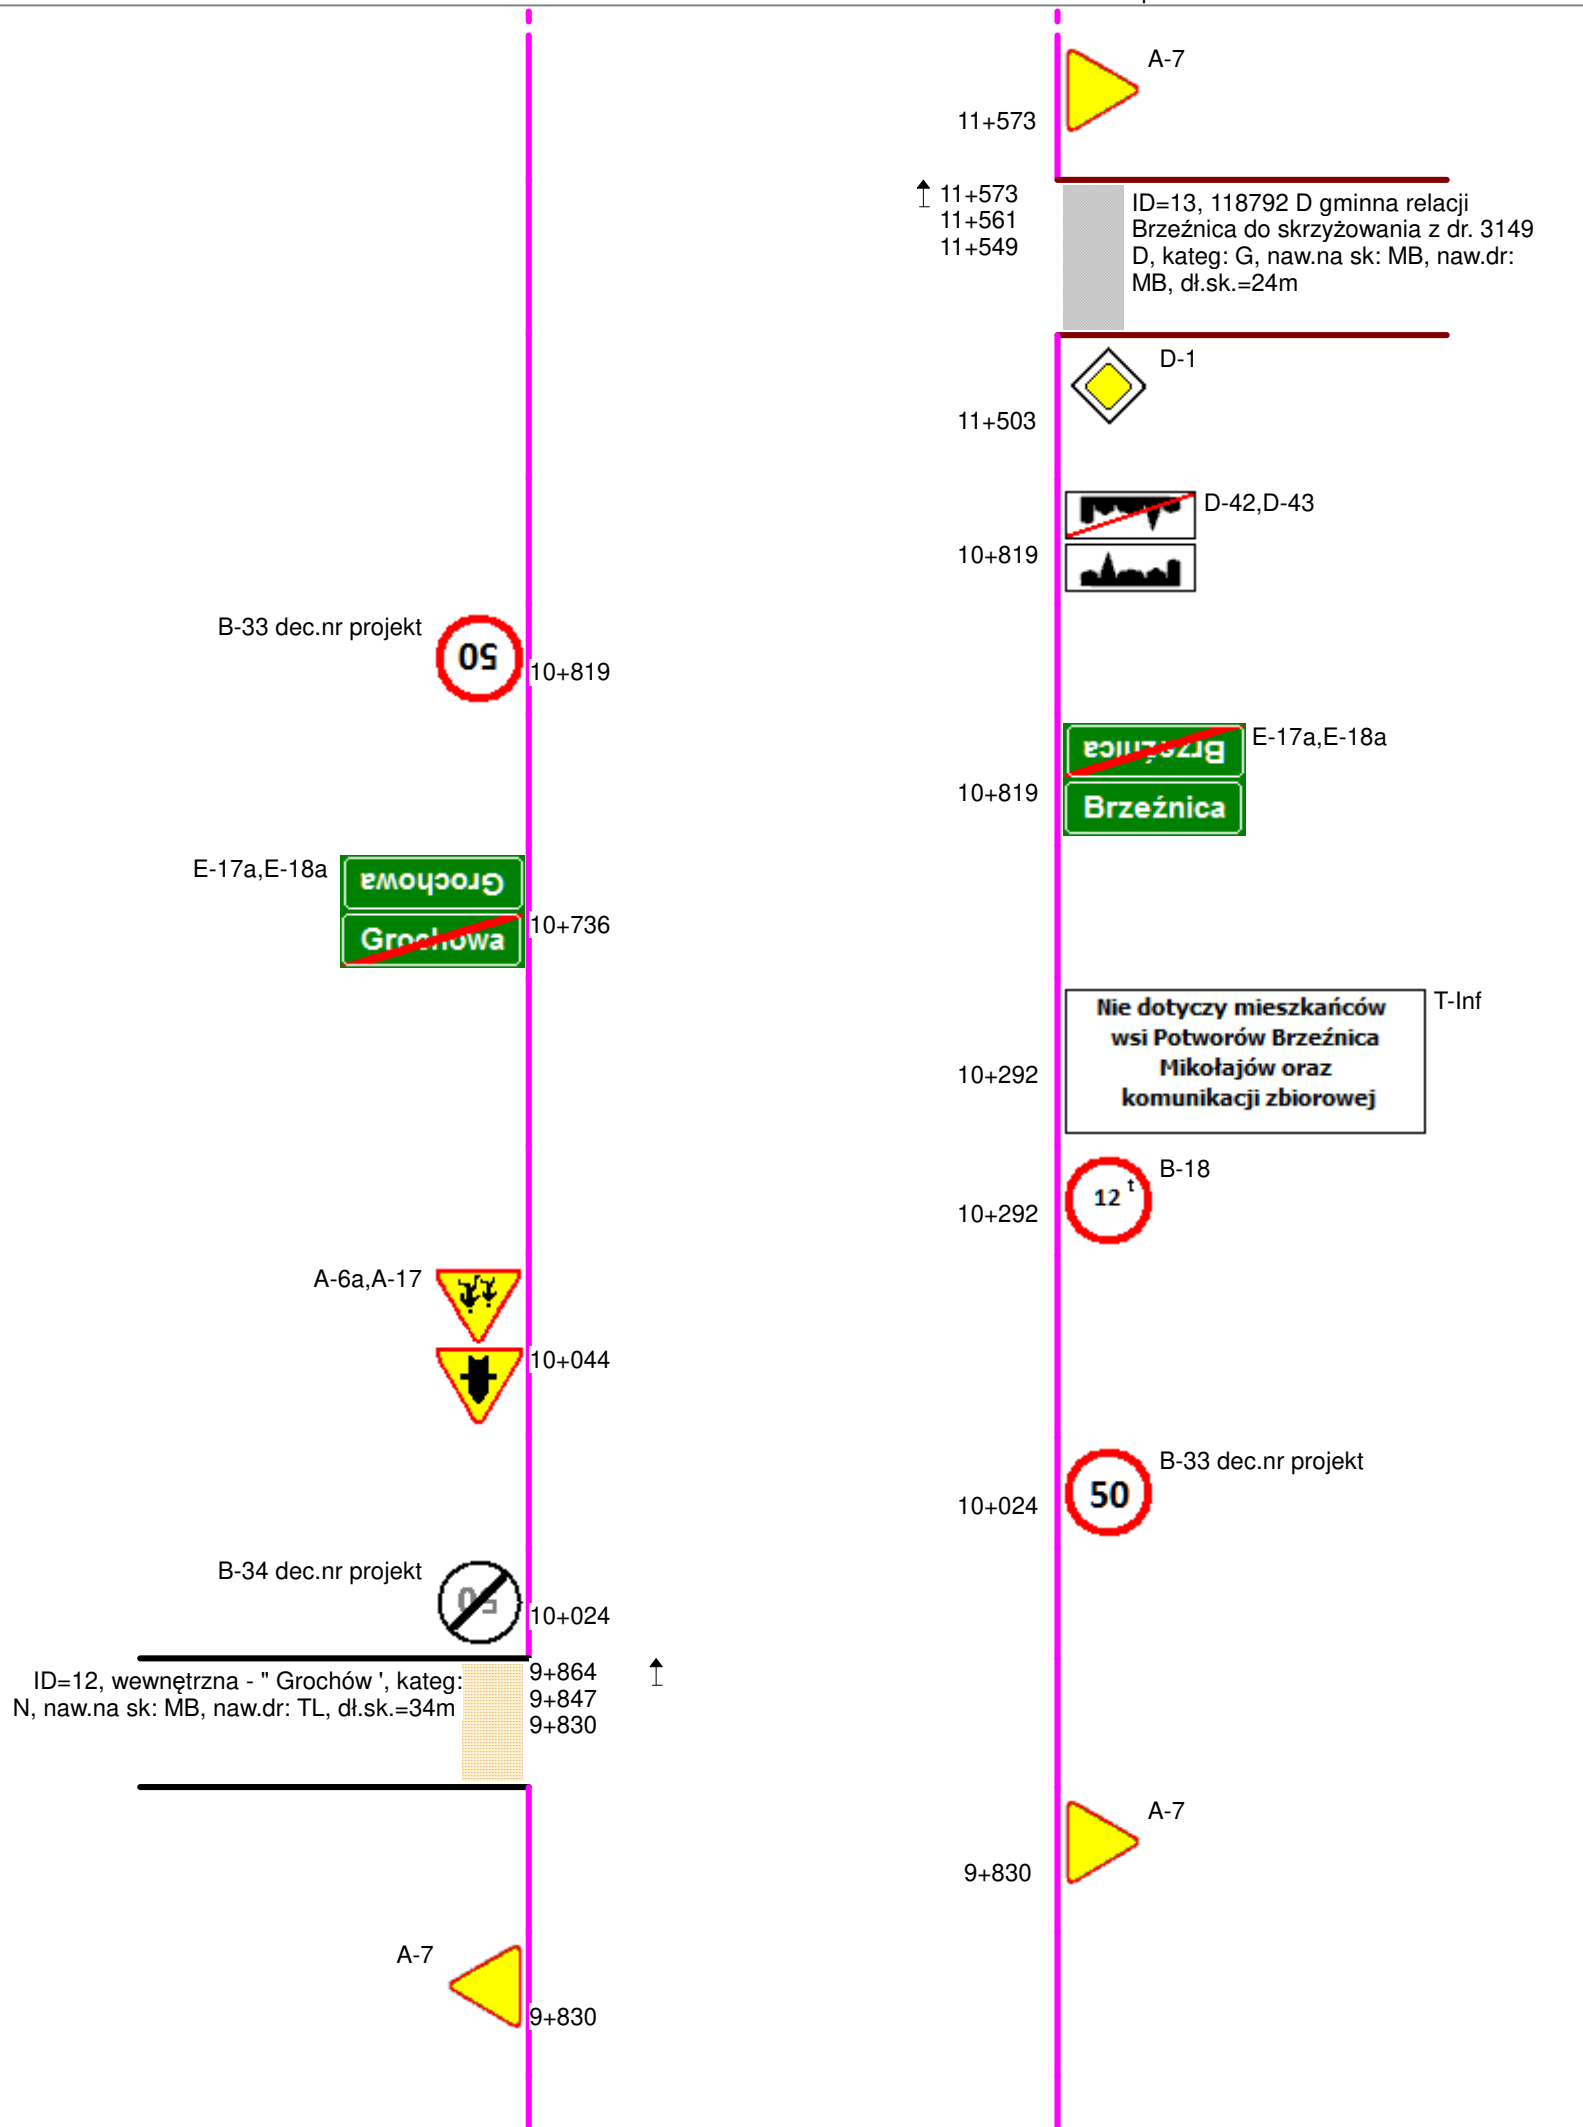 A-7
11+573
11+573
11+561
11+549
ID=13, 118792 D gminna relacji
Brzeźnica do skrzyżowania z dr. 3149
D, kateg: G, naw.na sk: MB, naw.dr:
MB, dł.sk.=24m
D-1
11+503
D-42,D-43
10+819
B-33 dec.nr projekt
50
10+819
Brzeźnica
E-17a,E-18a
10+819
Brzeźnica
E-17a,E-18a
Grochowa
10+736
Grochowa
Nie dotyczy mieszkańców
wsi Potworów Brzeźnica
Mikołajów oraz
komunikacji zbiorowej
T-Inf
10+292
B-18
12 t
10+292
A-6a,A-17
10+044
B-33 dec.nr projekt
50
10+024
B-34 dec.nr projekt
50
10+024
ID=12, wewnętrzna - " Grochów ', kateg:
N, naw.na sk: MB, naw.dr: TL, dł.sk.=34m
9+864
9+847
9+830
A-7
9+830
A-7
9+830